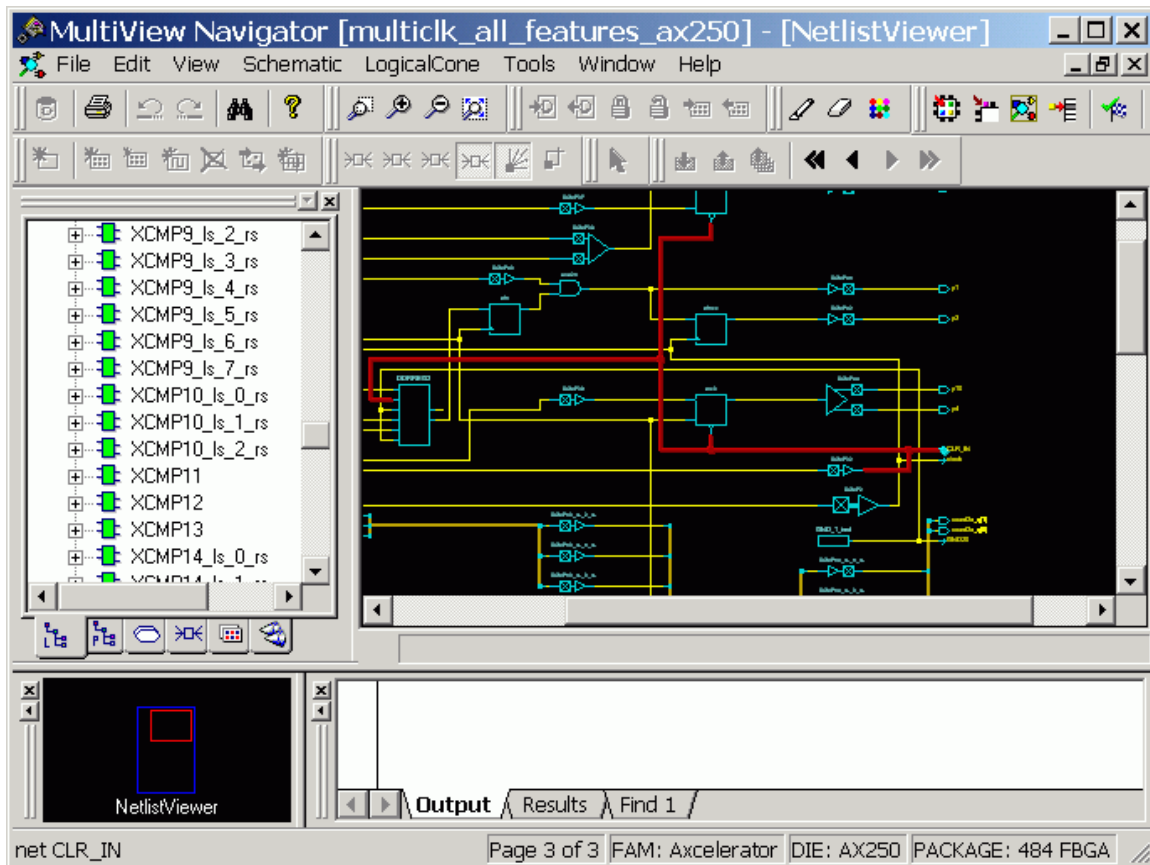 MultiView Navigator [multiclk_all_features_ax250] - [NetlistViewer]
File Edit View Schematic LogicalCone Tools Window Help
XCMP9_ls_2_rs
XCMP9_ls_3_rs
XCMP9_ls_4_rs
XCMP9_ls_5_rs
XCMP9_ls_6_rs
XCMP9_ls_7_rs
XCMP10_ls_0_rs
XCMP10_ls_1_rs
XCMP10_ls_2_rs
XCMP11
XCMP12
XCMP13
XCMP14_ls_0_rs
XCMP14_ls_1_rs
CLR_IN
NetlistViewer
Output Results Find 1
net CLR_IN
Page 3 of 3 FAM: Axcelerator DIE: AX250 PACKAGE: 484 FBGA